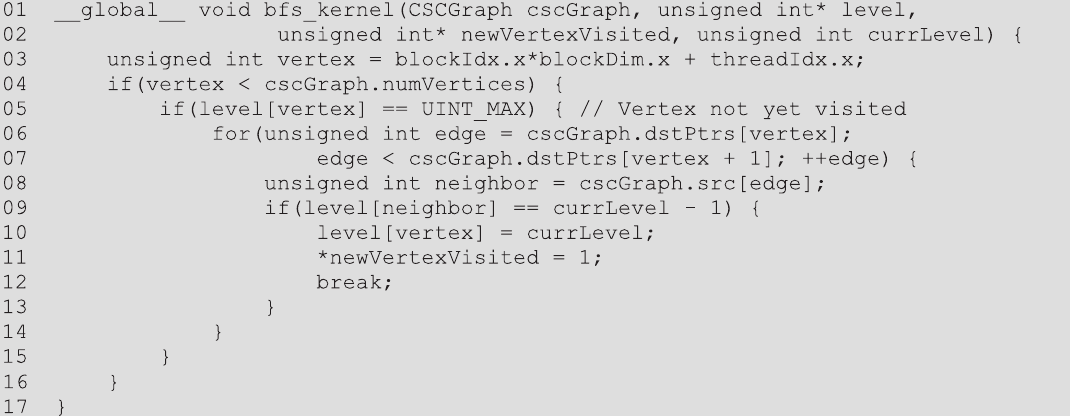 01 __global__ void bfs_kernel(CSCGraph cscGraph, unsigned int* level,
02                  unsigned int* newVertexVisited, unsigned int currLevel) {
03     unsigned int vertex = blockIdx.x*blockDim.x + threadIdx.x;
04     if(vertex < cscGraph.numVertices) {
05         if(level[vertex] == UINT_MAX) { // Vertex not yet visited
06             for(unsigned int edge = cscGraph.dstPtrs[vertex];
07                     edge < cscGraph.dstPtrs[vertex + 1]; ++edge) {
08                 unsigned int neighbor = cscGraph.src[edge];
09                 if(level[neighbor] == currLevel - 1) {
10                     level[vertex] = currLevel;
11                     *newVertexVisited = 1;
12                     break;
13                 }
14             }
15         }
16     }
17 }